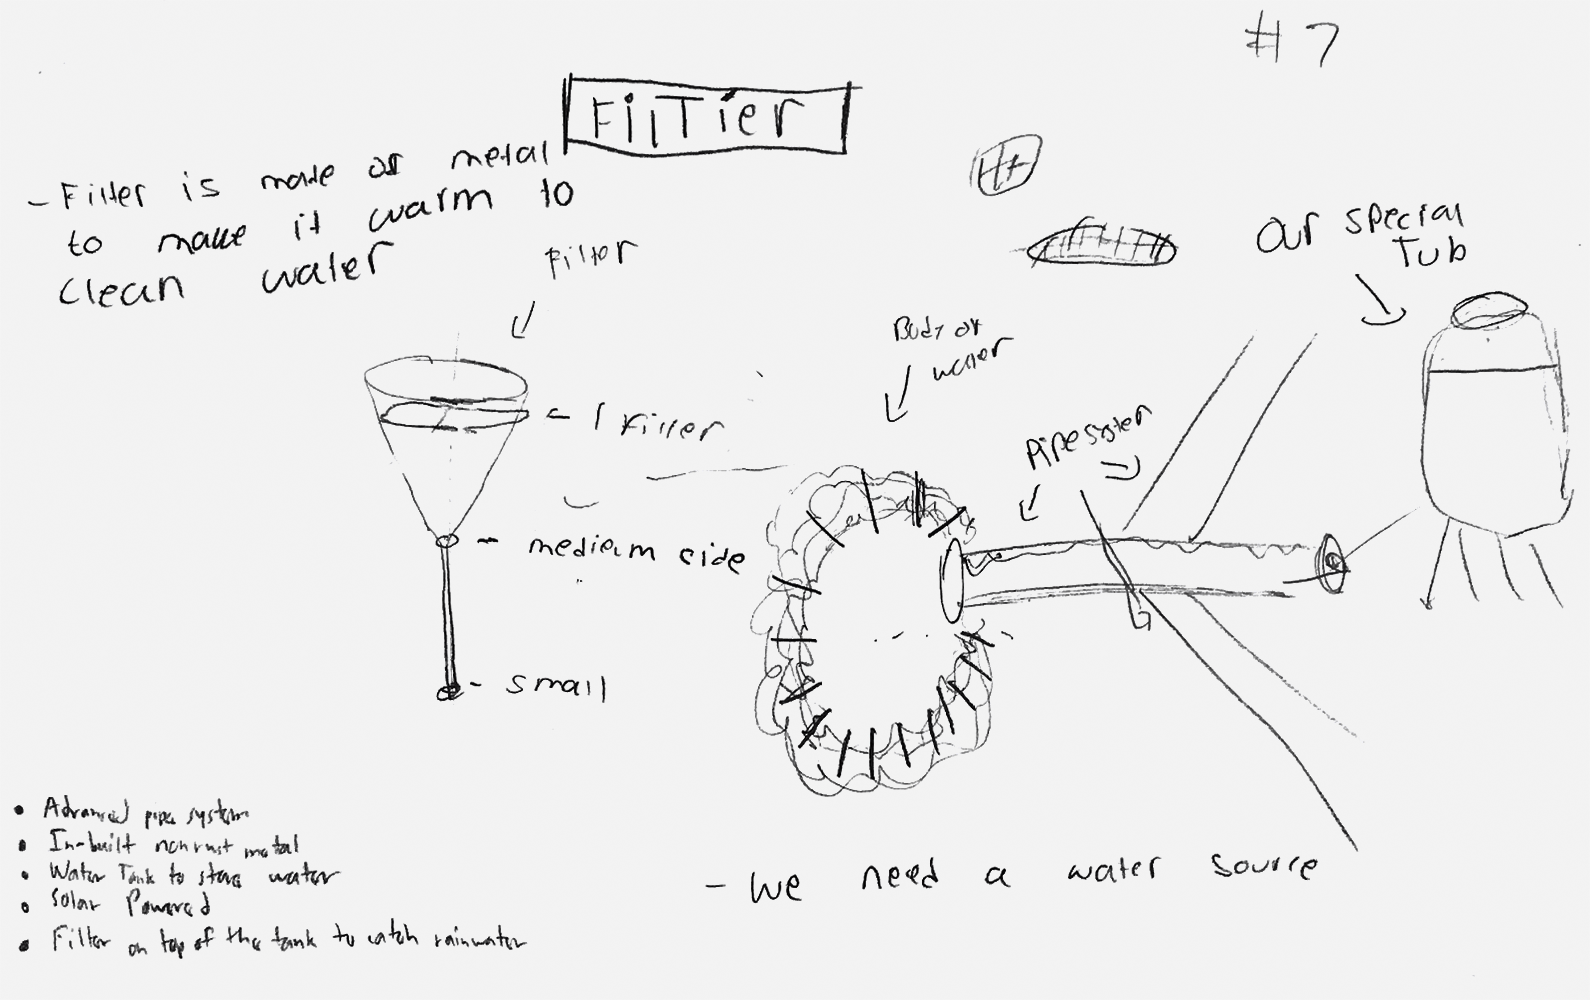 # 7
FilTier
- Filter is made of metal
to make it warm to
clean water
Filter
Our special
Tub
Body of
water
- 1 Filter
Pipe system
- medium side
- small
• Advanced pipe system
• In-built nonrust metal
• Water Tank to store water
• Solar Powered
• Filter on top of the tank to catch rainwater
- we need a water source